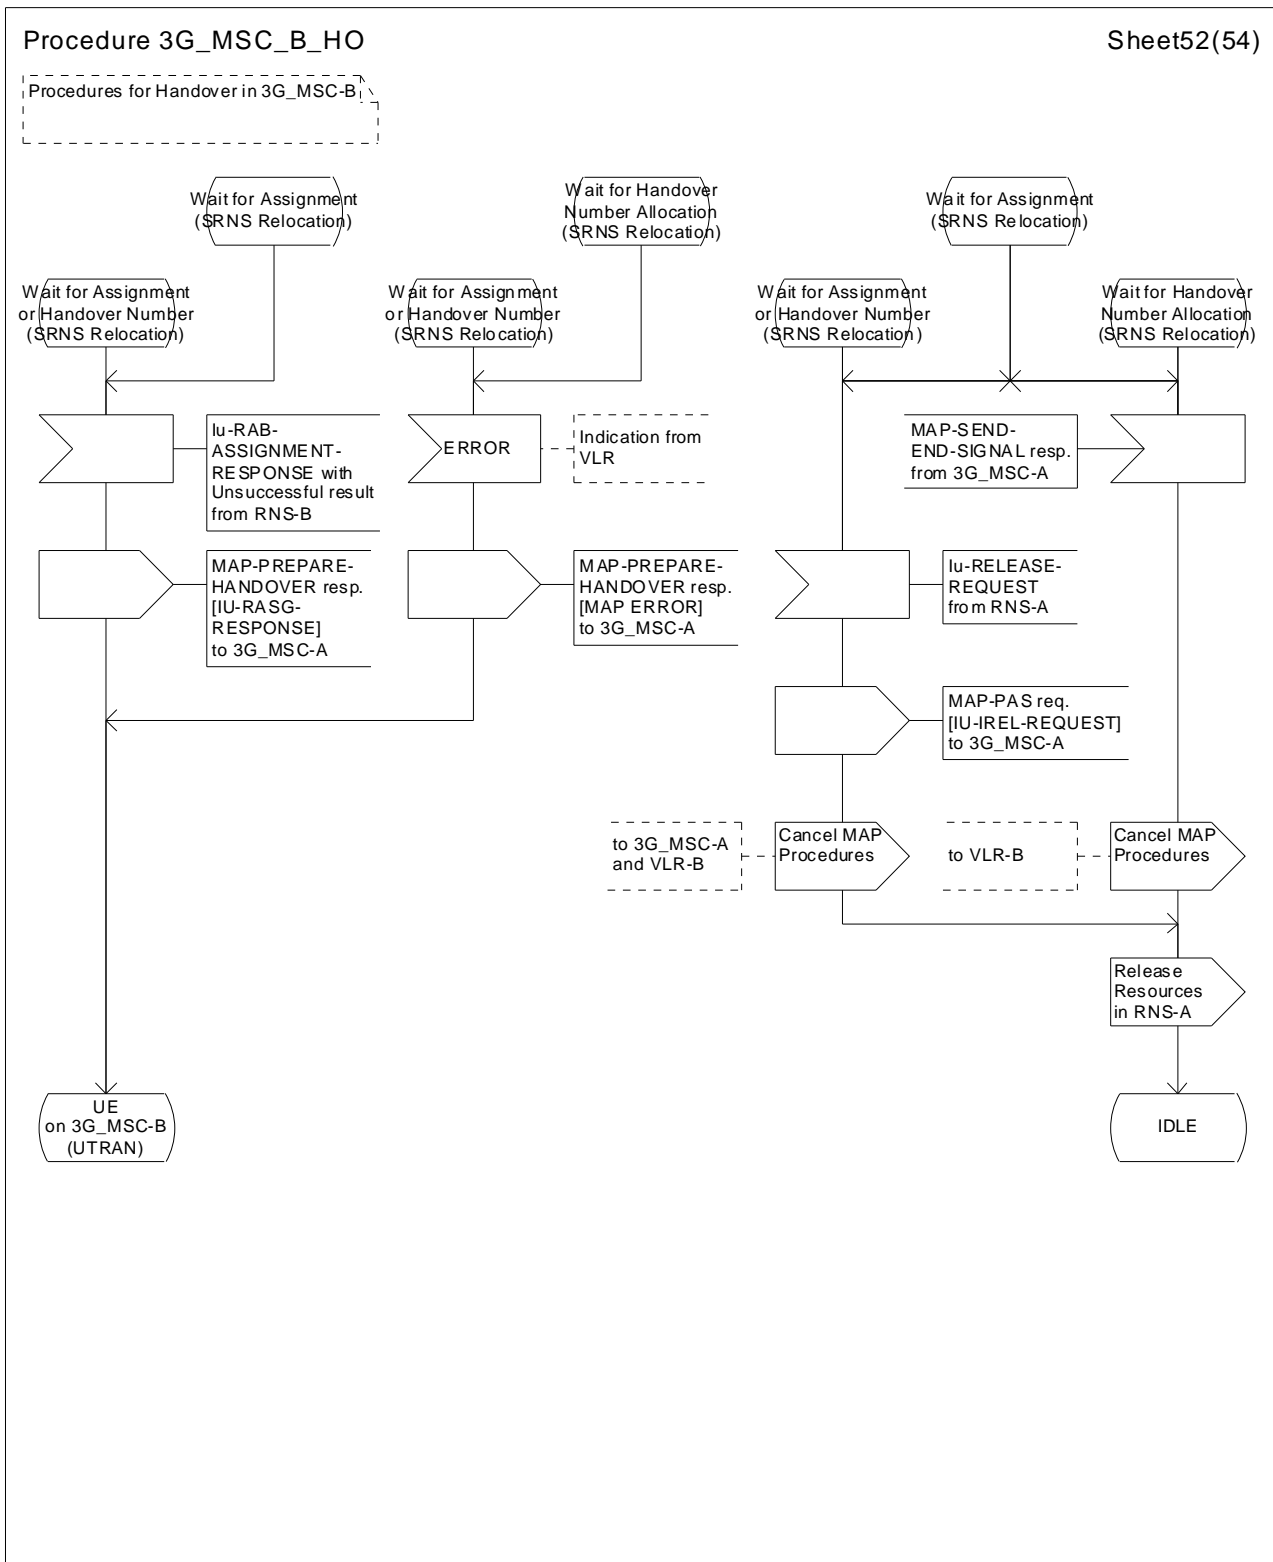 Procedure 3G_MSC_B_HO
Sheet52(54)
Procedures for Handover in 3G_MSC-B
Wait for Assignment
(SRNS Relocation)
Wait for Handover
Number Allocation
(SRNS Relocation)
Wait for Assignment
(SRNS Relocation)
Wait for Assignment
or Handover Number
(SRNS Relocation)
Wait for Assignment
or Handover Number
(SRNS Relocation)
Wait for Assignment
or Handover Number
(SRNS Relocation)
Wait for Handover
Number Allocation
(SRNS Relocation)
Iu-RAB-
ASSIGNMENT-
RESPONSE with
Unsuccessful result
from RNS-B
ERROR
Indication from
VLR
MAP-SEND-
END-SIGNAL resp.
from 3G_MSC-A
MAP-PREPARE-
HANDOVER resp.
[IU-RASG-
RESPONSE]
to 3G_MSC-A
MAP-PREPARE-
HANDOVER resp.
[MAP ERROR]
to 3G_MSC-A
Iu-RELEASE-
REQUEST
from RNS-A
MAP-PAS req.
[IU-IREL-REQUEST]
to 3G_MSC-A
to 3G_MSC-A
and VLR-B
Cancel MAP
Procedures
to VLR-B
Cancel MAP
Procedures
Release
Resources
in RNS-A
UE
on 3G_MSC-B
(UTRAN)
IDLE